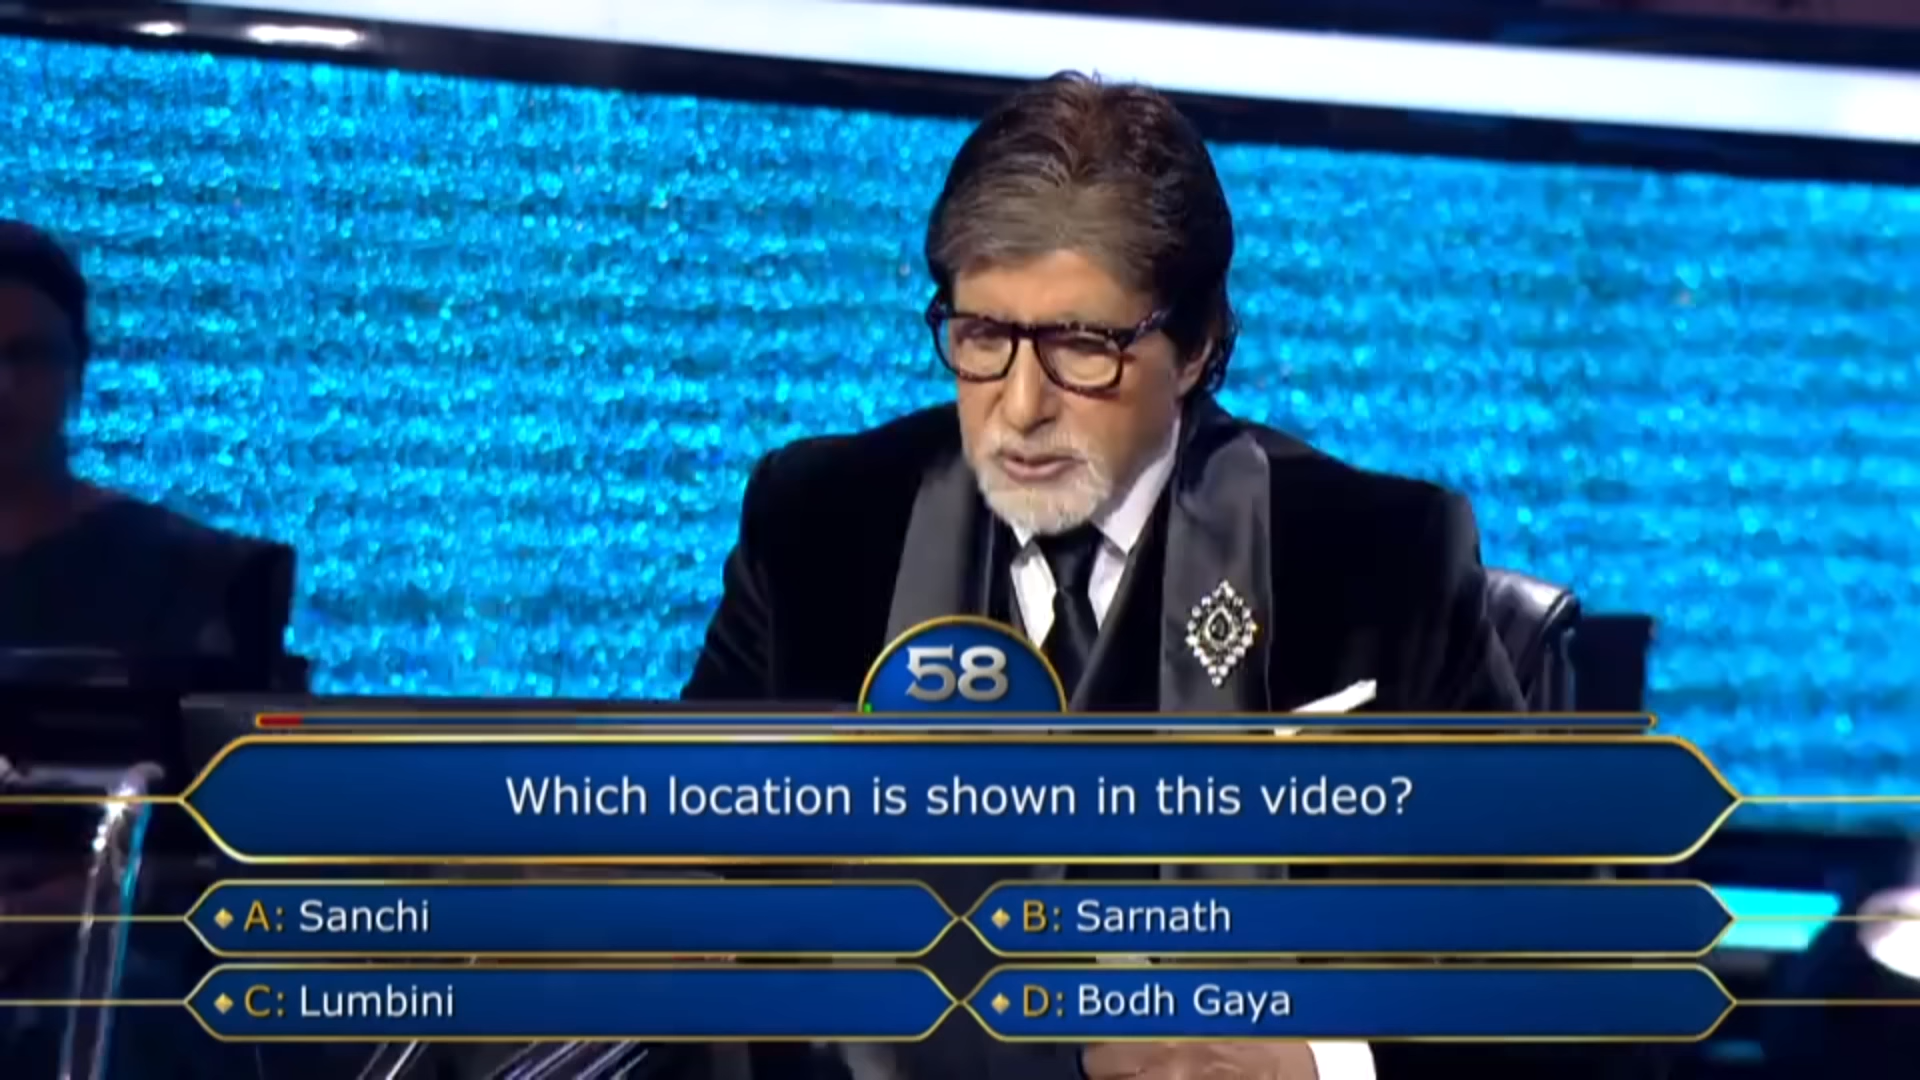 58
Which location is shown in this video?
A: Sanchi
B: Sarnath
C: Lumbini
D: Bodh Gaya